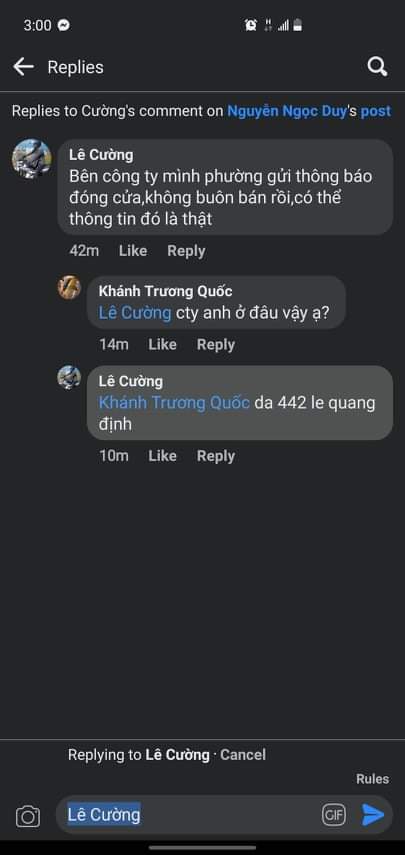 3:00
Replies
Replies to Cường's comment on Nguyễn Ngọc Duy's post
Lê Cường
Bên công ty mình phường gửi thông báo
đóng cửa,không buôn bán rồi,có thể
thông tin đó là thật
42m Like Reply
Khánh Trương Quốc
Lê Cường cty anh ở đâu vậy ạ?
14m Like Reply
Lê Cường
Khánh Trương Quốc da 442 le quang
định
10m Like Reply
Replying to Lê Cường · Cancel
Rules
Lê Cường
GIF